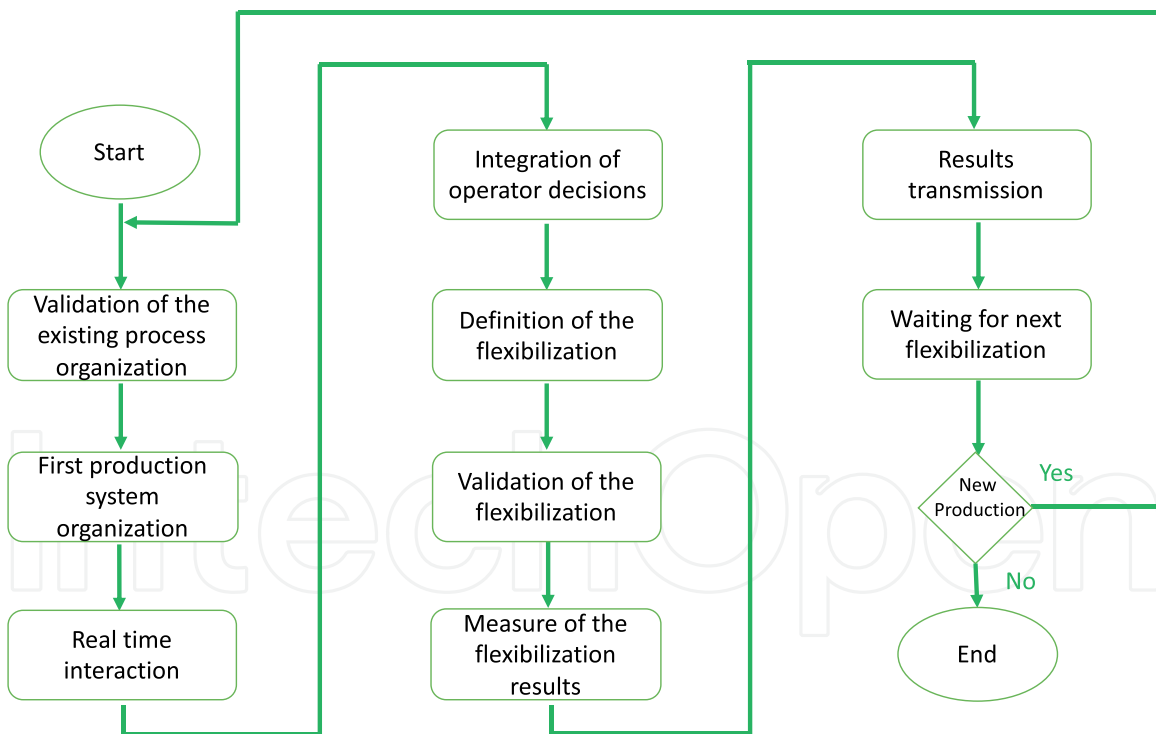 Start
Validation of the
existing process
organization
First production
system
organization
Real time
interaction
Integration of
operator decisions
Definition of the
flexibilization
Validation of the
flexibilization
Measure of the
flexibilization
results
Results
transmission
Waiting for next
flexibilization
New
Production
Yes
No
End
IntechOpen